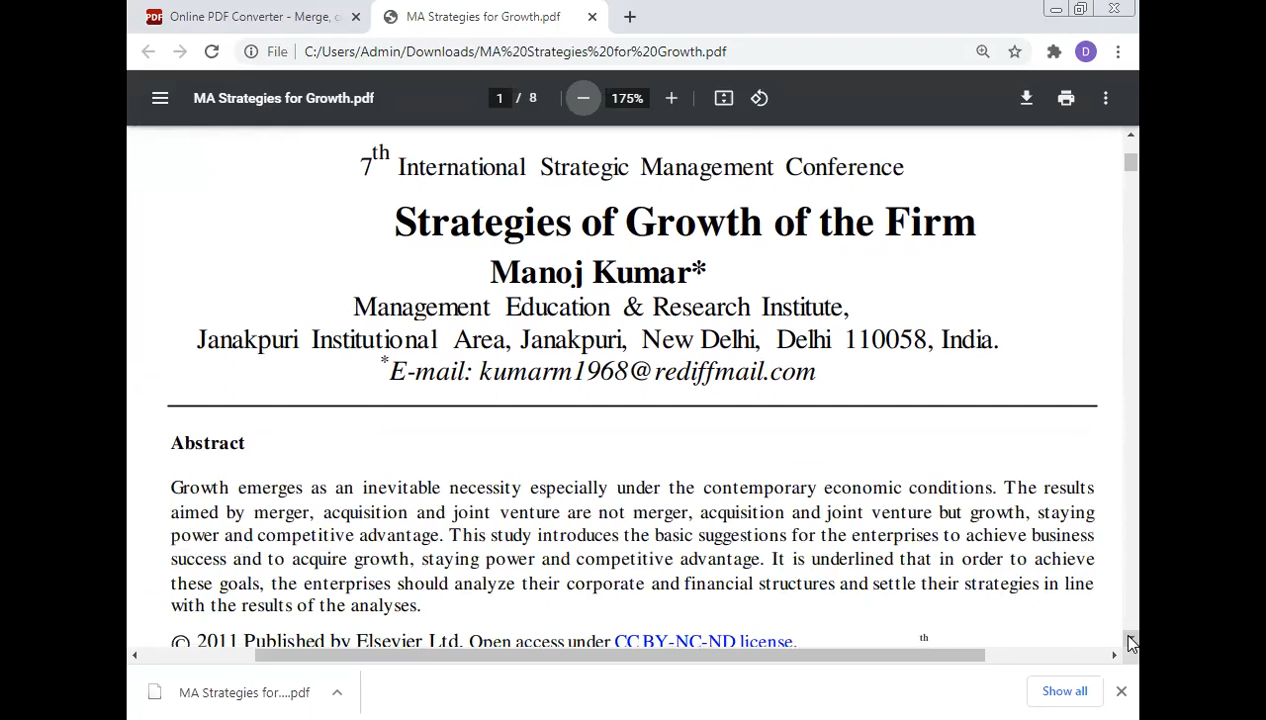 PDF Online PDF Converter - Merge, c
MA Strategies for Growth.pdf
File C:/Users/Admin/Downloads/MA%20Strategies%20for%20Growth.pdf
D
MA Strategies for Growth.pdf 1 / 8 175%
7th International Strategic Management Conference
Strategies of Growth of the Firm
Manoj Kumar*
Management Education & Research Institute,
Janakpuri Institutional Area, Janakpuri, New Delhi, Delhi 110058, India.
*E-mail: kumarm1968@rediffmail.com
Abstract
Growth emerges as an inevitable necessity especially under the contemporary economic conditions. The results
aimed by merger, acquisition and joint venture are not merger, acquisition and joint venture but growth, staying
power and competitive advantage. This study introduces the basic suggestions for the enterprises to achieve business
success and to acquire growth, staying power and competitive advantage. It is underlined that in order to achieve
these goals, the enterprises should analyze their corporate and financial structures and settle their strategies in line
with the results of the analyses.
© 2011 Published by Elsevier Ltd. Open access under CC BY-NC-ND license. th
MA Strategies for....pdf
Show all